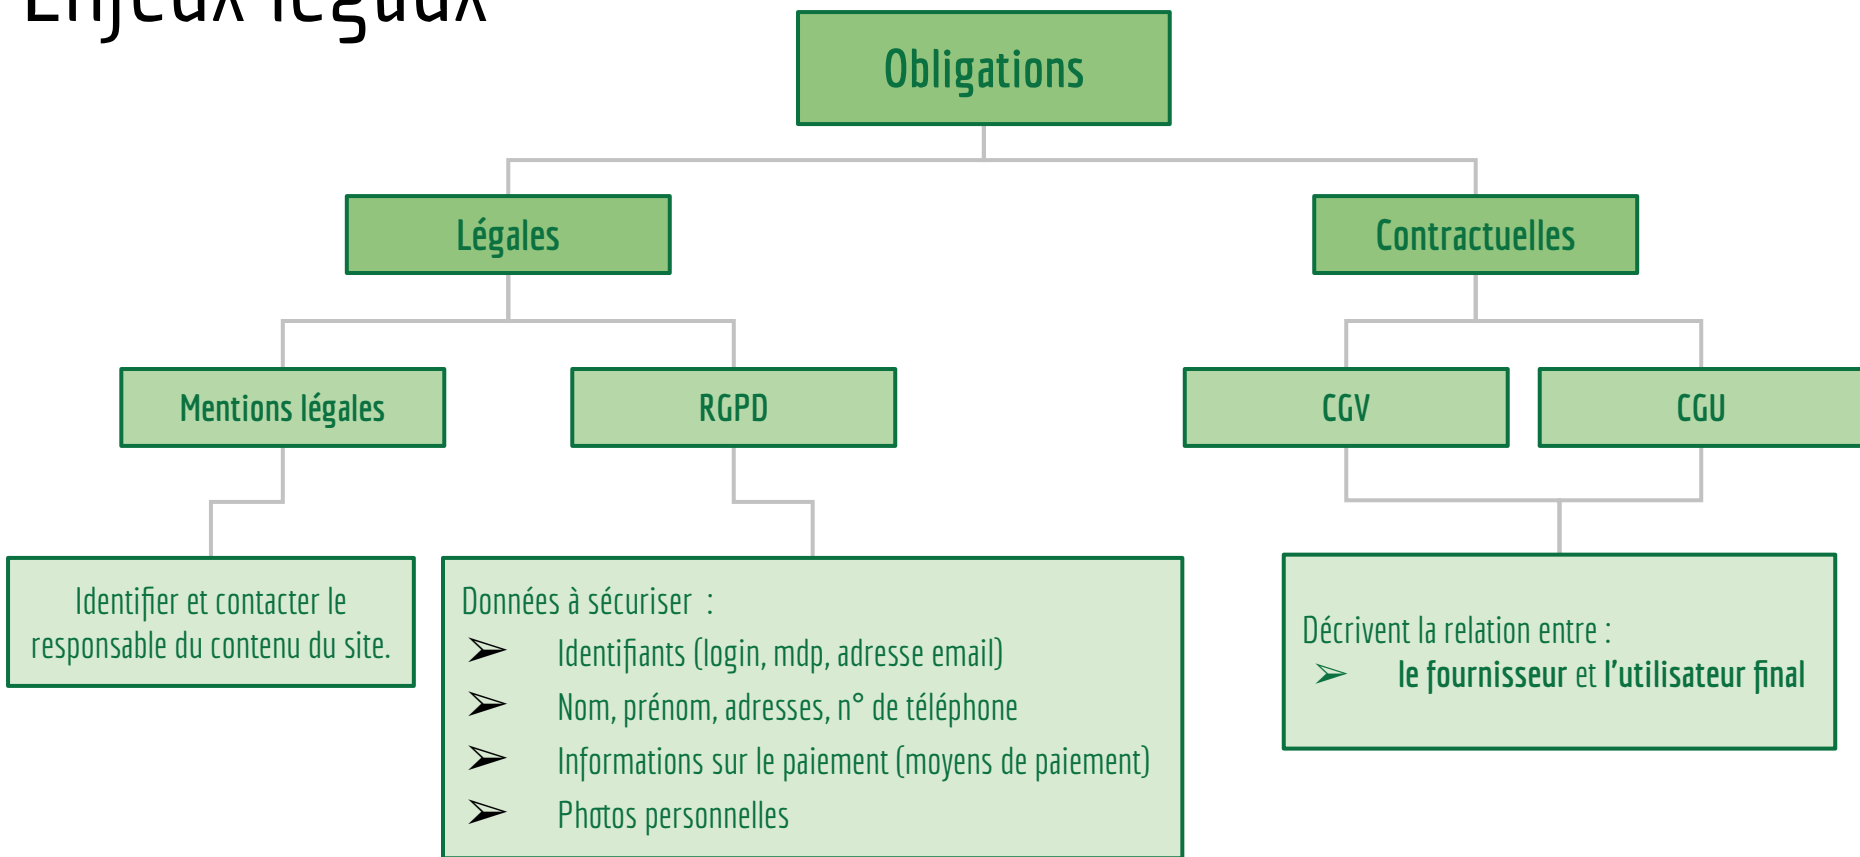 Enjeux légaux
Obligations
Légales
Contractuelles
Mentions légales
RGPD
CGV
CGU
Identifier et contacter le
responsable du contenu du site.
Données à sécuriser :
➢ Identifiants (login, mdp, adresse email)
➢ Nom, prénom, adresses, n° de téléphone
➢ Informations sur le paiement (moyens de paiement)
➢ Photos personnelles
Décrivent la relation entre :
➢ le fournisseur et l'utilisateur final